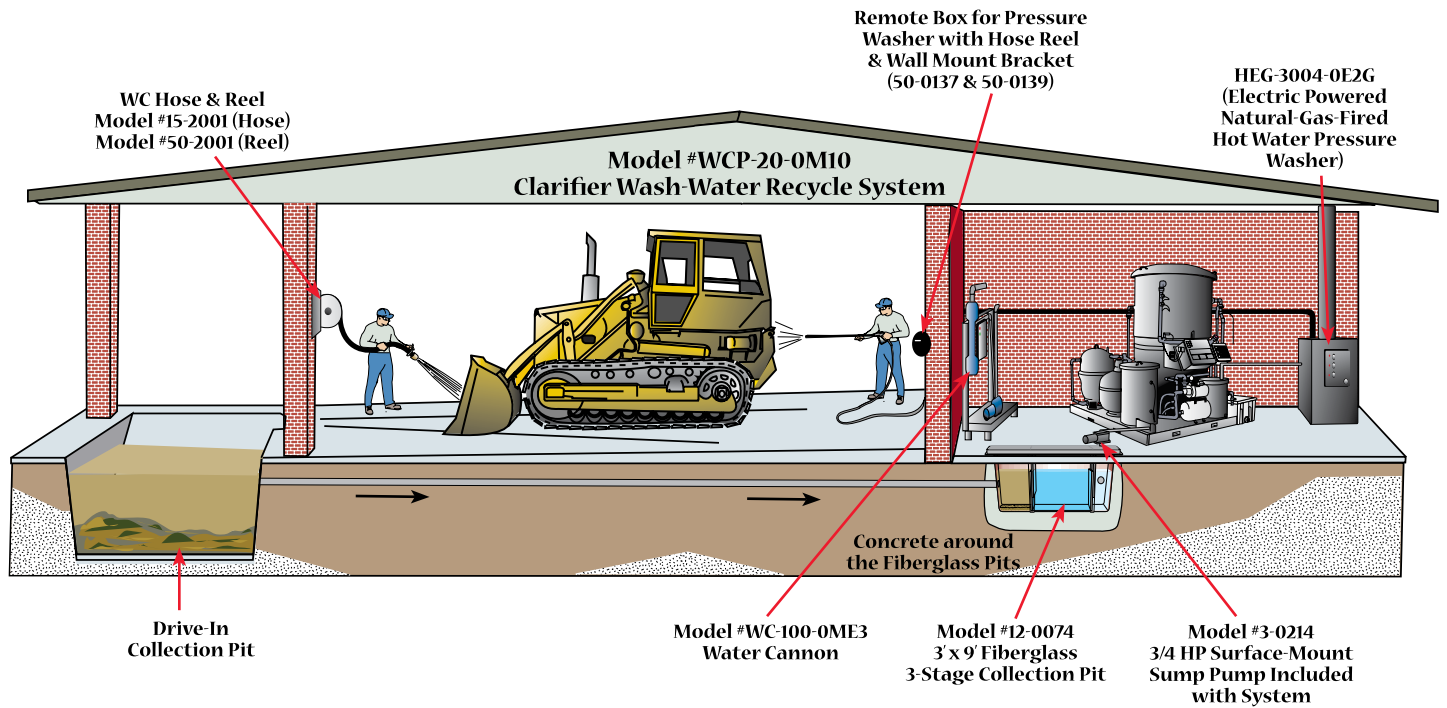 Remote Box for Pressure
Washer with Hose Reel
& Wall Mount Bracket
(50-0137 & 50-0139)
HEG-3004-0E2G
(Electric Powered
Natural-Gas-Fired
Hot Water Pressure
Washer)
WC Hose & Reel
Model #15-2001 (Hose)
Model #50-2001 (Reel)
Model #WCP-20-0M10
Clarifier Wash-Water Recycle System
Concrete around
the Fiberglass Pits
Drive-In
Collection Pit
Model #WC-100-0ME3
Water Cannon
Model #12-0074
3' x 9' Fiberglass
3-Stage Collection Pit
Model #3-0214
3/4 HP Surface-Mount
Sump Pump Included
with System